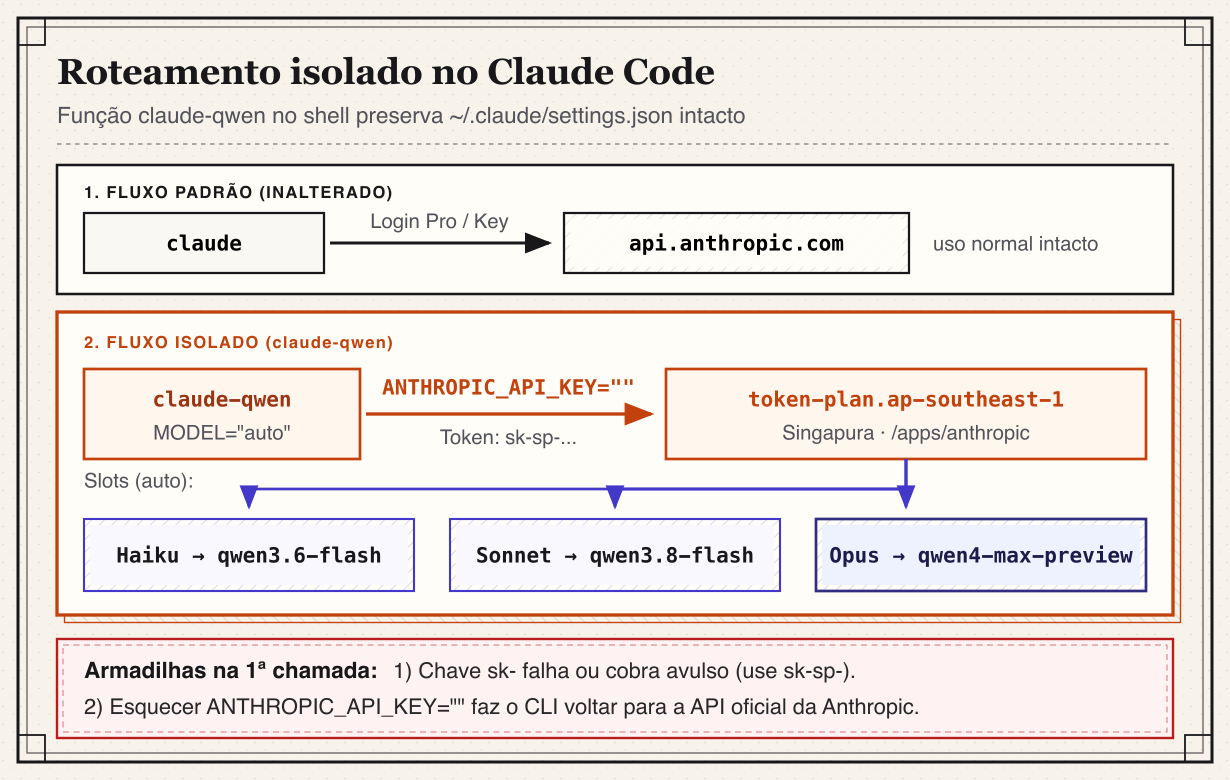 Roteamento isolado no Claude Code
Função claude-qwen no shell preserva ~/.claude/settings.json intacto
1. FLUXO PADRÃO (INALTERADO)
claude
Login Pro / Key
api.anthropic.com
uso normal intacto
2. FLUXO ISOLADO (claude-qwen)
claude-qwen
MODEL="auto"
ANTHROPIC_API_KEY=""
Token: sk-sp-...
token-plan.ap-southeast-1
Singapura · /apps/anthropic
Slots (auto):
Haiku → qwen3.6-flash
Sonnet → qwen3.8-flash
Opus → qwen4-max-preview
Armadilhas na 1ª chamada: 1) Chave sk- falha ou cobra avulso (use sk-sp-).
2) Esquecer ANTHROPIC_API_KEY="" faz o CLI voltar para a API oficial da Anthropic.